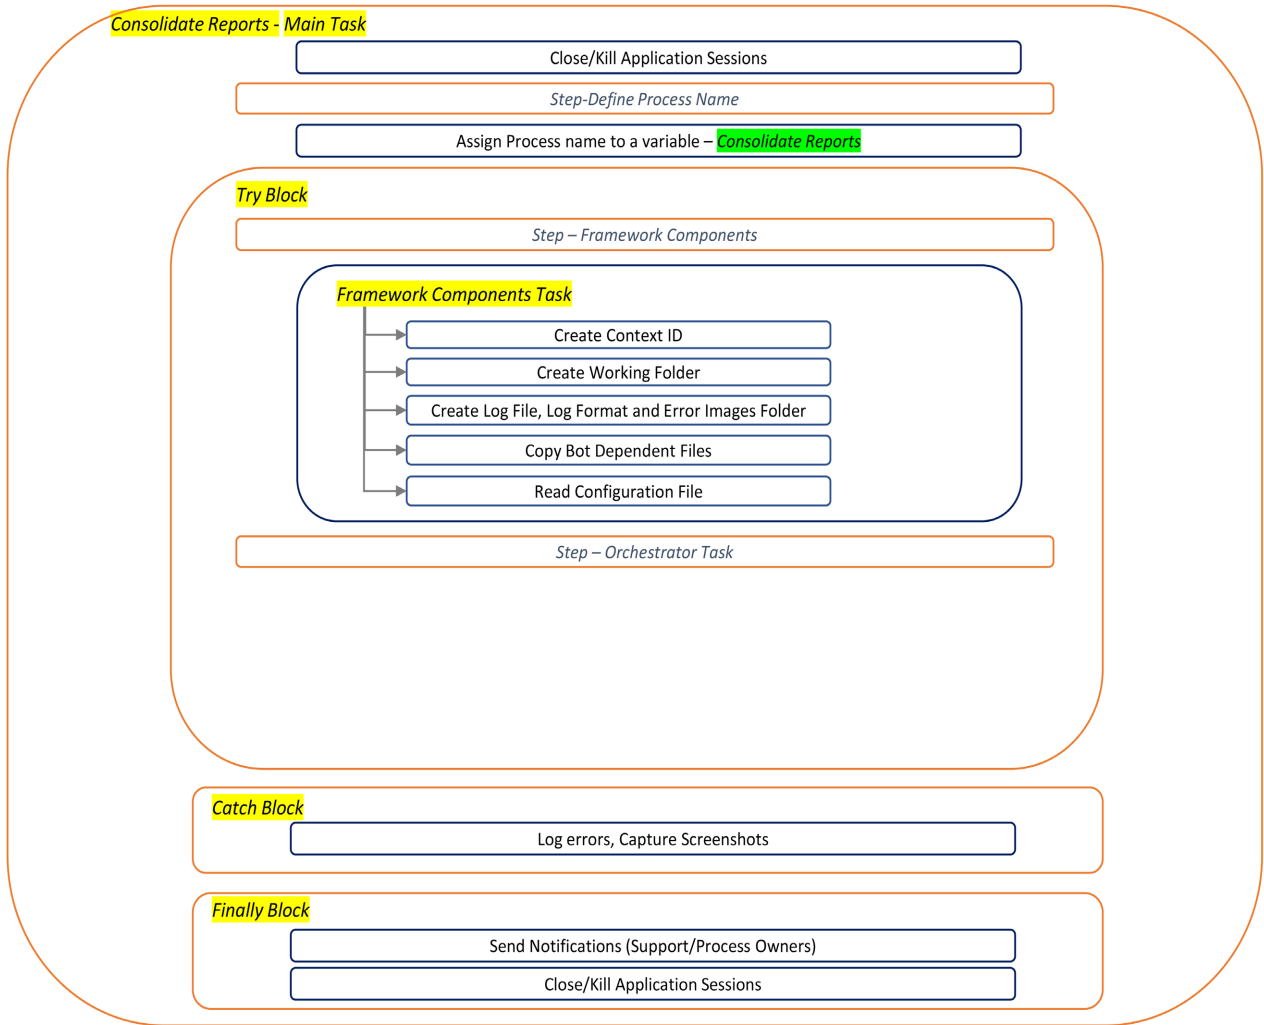 Consolidate Reports - Main Task
Close/Kill Application Sessions
Step-Define Process Name
Assign Process name to a variable – Consolidate Reports
Try Block
Step – Framework Components
Framework Components Task
Create Context ID
Create Working Folder
Create Log File, Log Format and Error Images Folder
Copy Bot Dependent Files
Read Configuration File
Step – Orchestrator Task
Catch Block
Log errors, Capture Screenshots
Finally Block
Send Notifications (Support/Process Owners)
Close/Kill Application Sessions